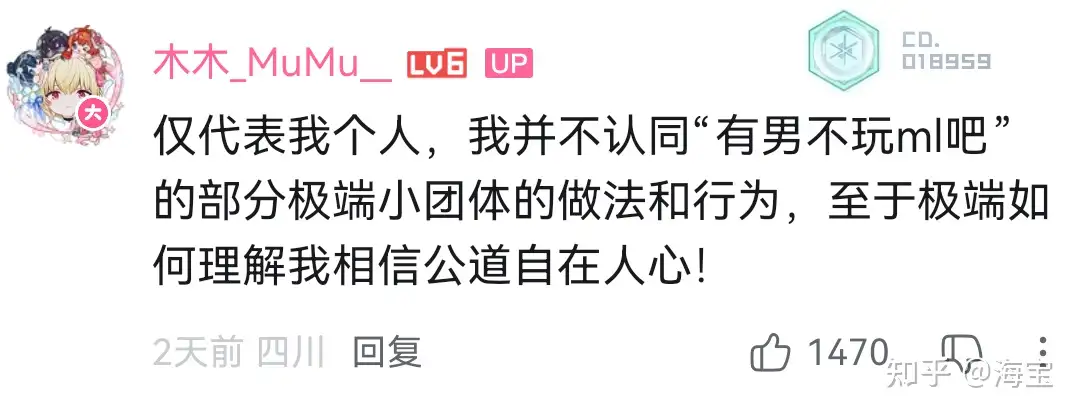 木木_MuMu__ LV6 UP
CD.
018959
大
仅代表我个人，我并不认同“有男不玩ml吧”
的部分极端小团体的做法和行为，至于极端如
何理解我相信公道自在人心！
2天前 四川 回复 1470
知乎 @海宝